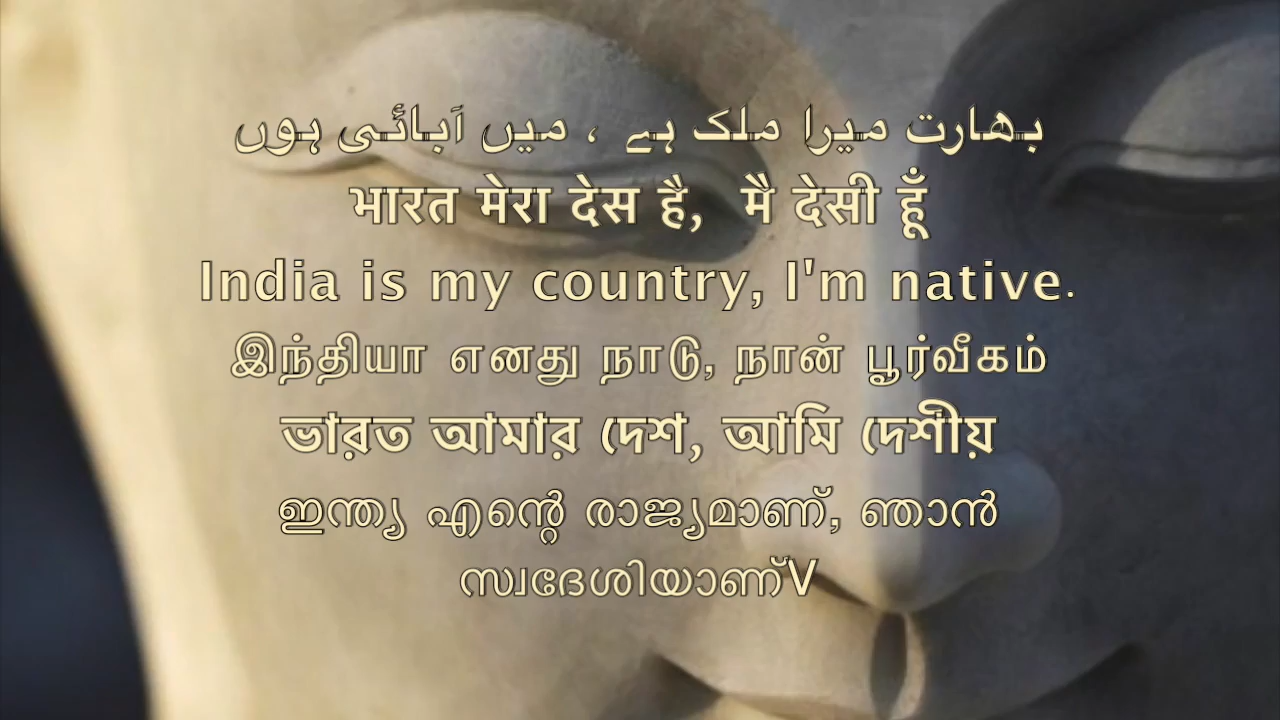 بھارت میرا ملک ہے ، میں آبائی ہوں
भारत मेरा देस है, मै देसी हूँ
India is my country, I'm native.
இந்தியா எனது நாடு, நான் பூர்வீகம்
ভারত আমার দেশ, আমি দেশীয়
ഇന്ത്യ എന്റെ രാജ്യമാണ്, ഞാൻ
സ്വദേശിയാണ്V